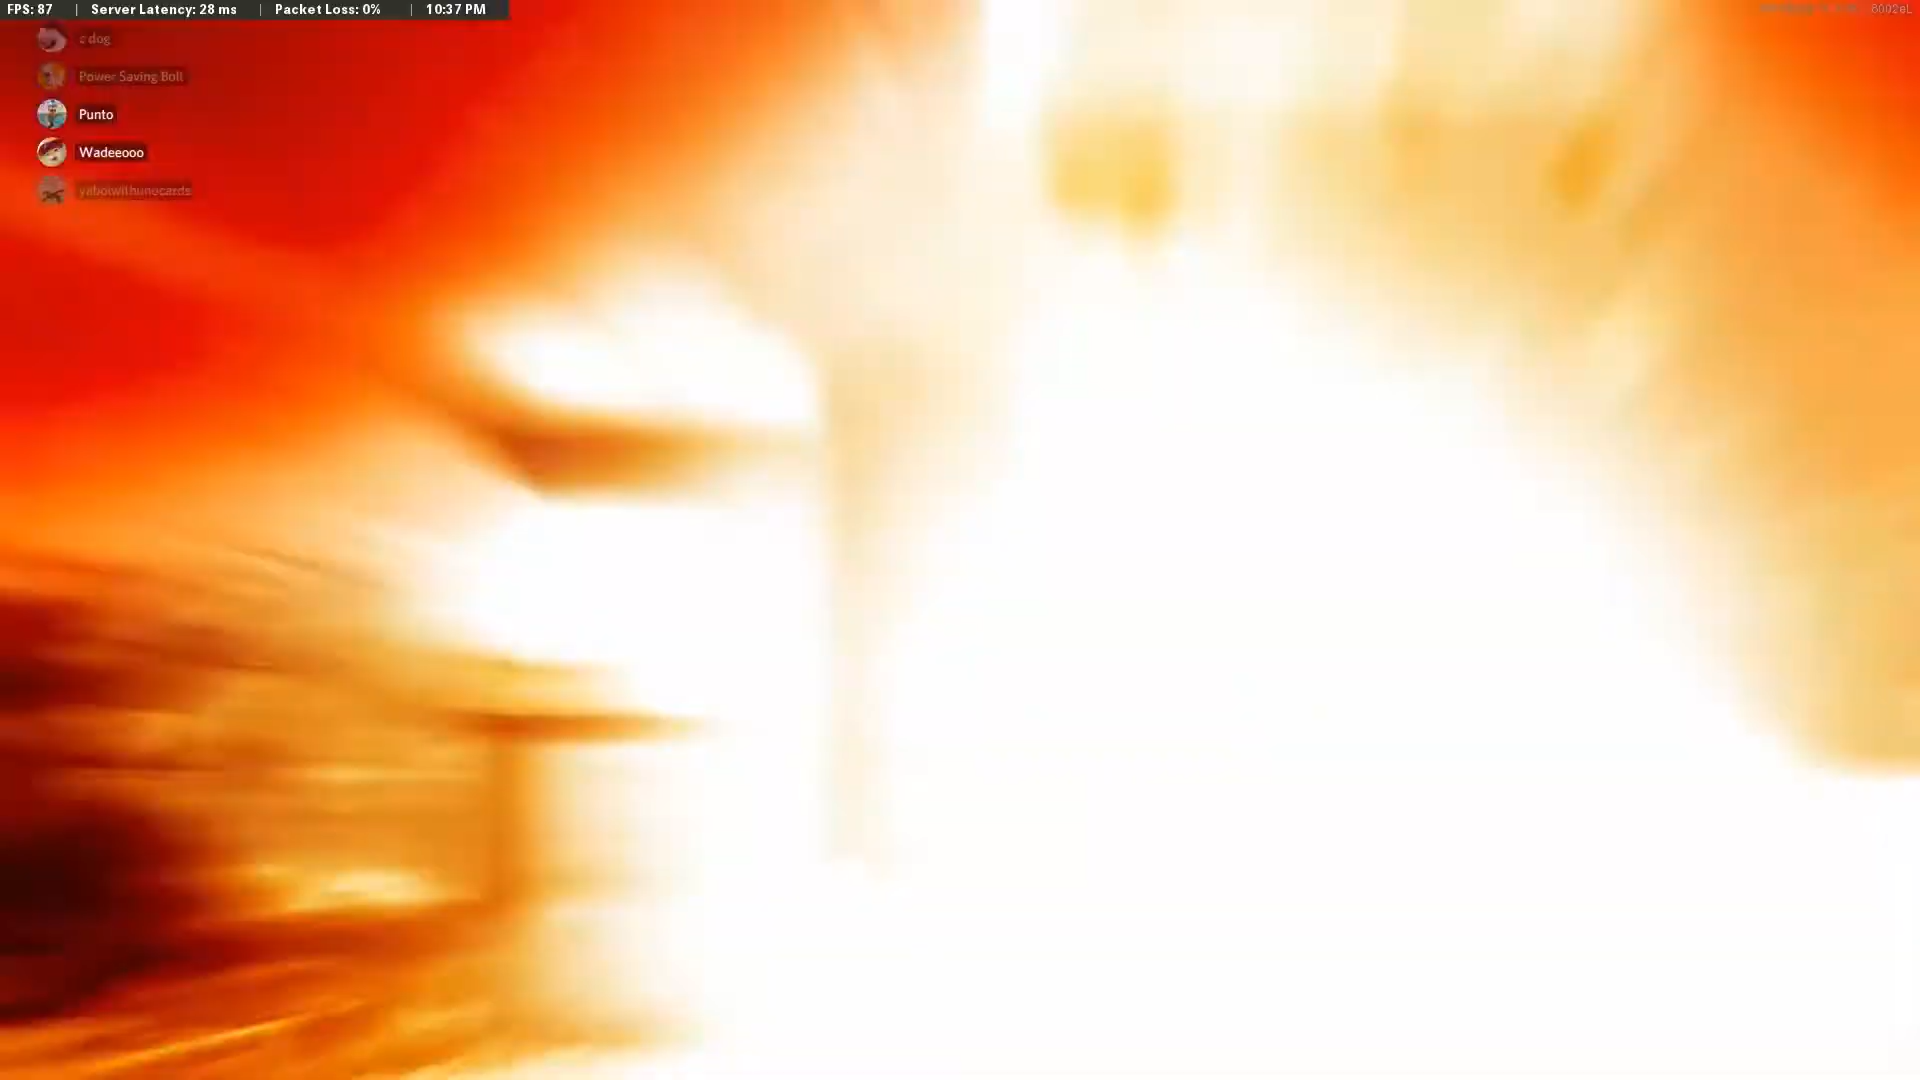 FPS: 87 | Server Latency: 28 ms | Packet Loss: 0% | 10:37 PM
c dog
Power Saving Boll
Punto
Wadeeooo
yaboiwithunocards